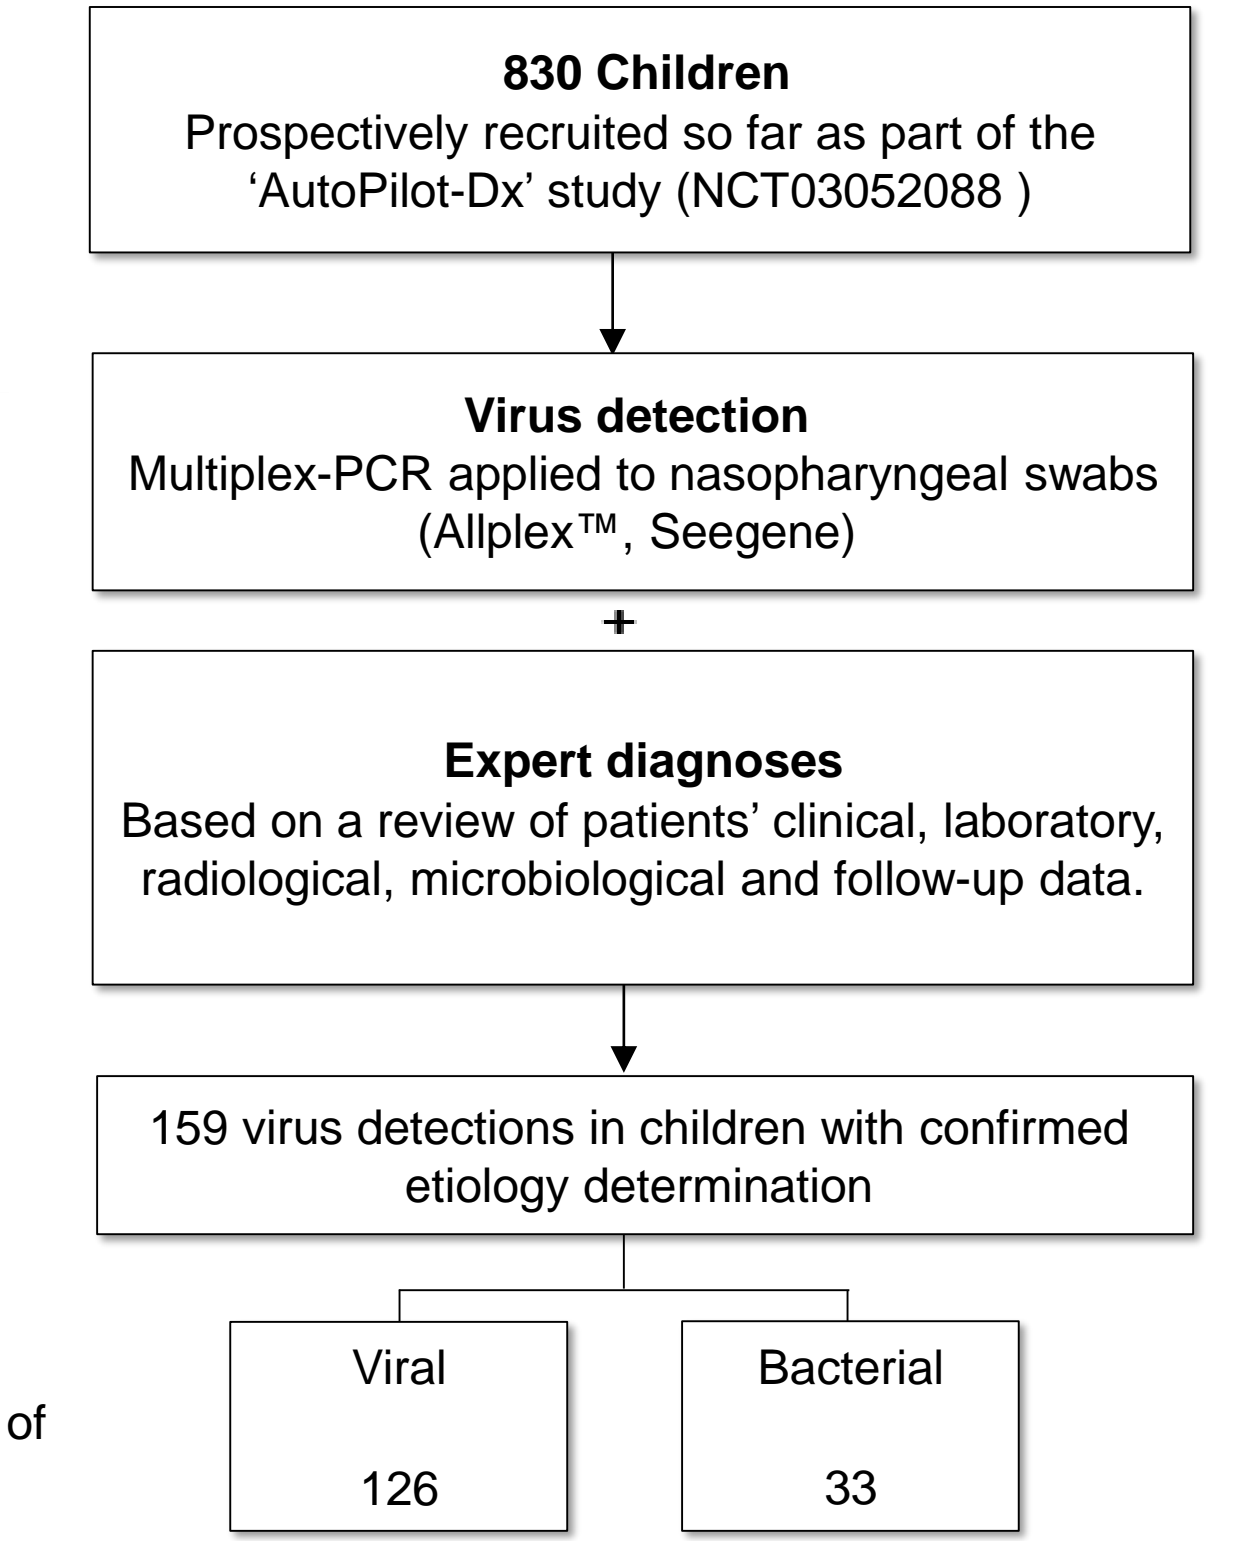 830 Children
Prospectively recruited so far as part of the
‘AutoPilot-Dx’ study (NCT03052088 )
Virus detection
Multiplex-PCR applied to nasopharyngeal swabs
(Allplex™, Seegene)
+
Expert diagnoses
Based on a review of patients’ clinical, laboratory,
radiological, microbiological and follow-up data.
159 virus detections in children with confirmed
etiology determination
Viral
126
Bacterial
33
of